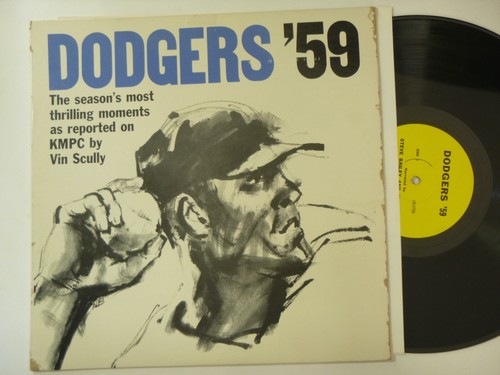 DODGERS '59
The season's most
thrilling moments
as reported on
KMPC by
Vin Scully
DODGERS '59